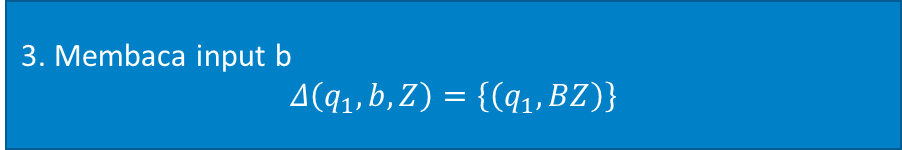 3. Membaca input b
𝛥(𝑞₁, 𝑏, 𝑍) = {(𝑞₁, 𝐵𝑍)}